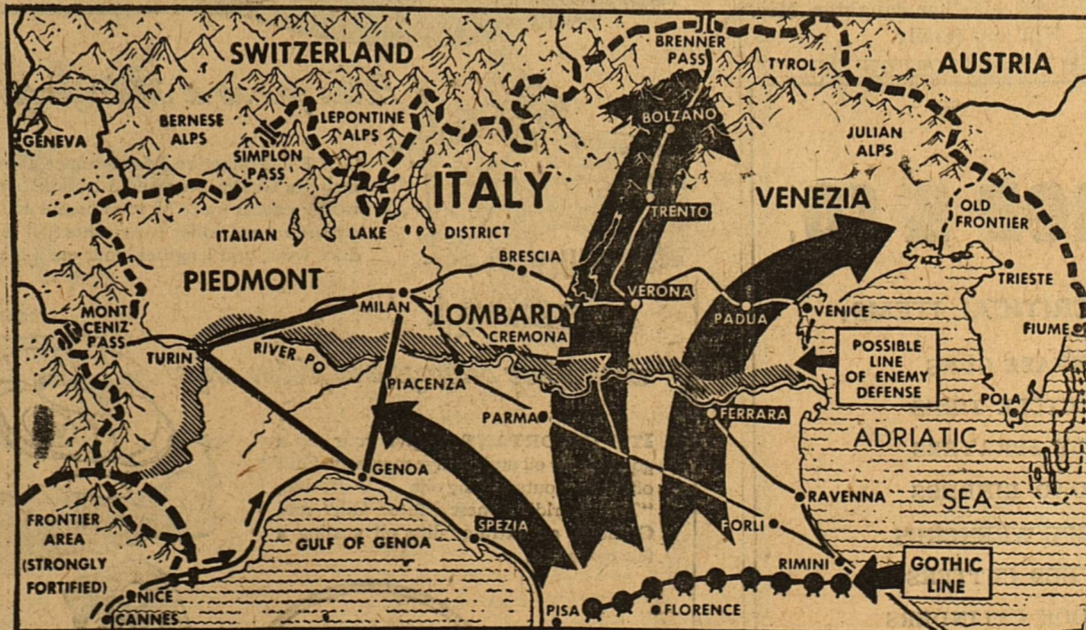 SWITZERLAND
BRENNER
PASS
TYROL
AUSTRIA
GENEVA
BERNESE
ALPS
LEPONTINE
ALPS
SIMPLON
PASS
BOLZANO
JULIAN
ALPS
ITALY
TRENTO
VENEZIA
OLD
FRONTIER
ITALIAN LAKE DISTRICT
BRESCIA
TRIESTE
PIEDMONT
MILAN
LOMBARDY
VERONA
PADUA
VENICE
FIUME
MONT
CENIZ
PASS
CREMONA
TURIN
RIVER PO
POSSIBLE
LINE
OF ENEMY
DEFENSE
PIACENZA
PARMA
FERRARA
POLA
ADRIATIC
SEA
GENOA
RAVENNA
FRONTIER
AREA
(STRONGLY
FORTIFIED)
GULF OF GENOA
SPEZIA
FORLI
RIMINI
GOTHIC
LINE
NICE
CANNES
PISA
FLORENCE